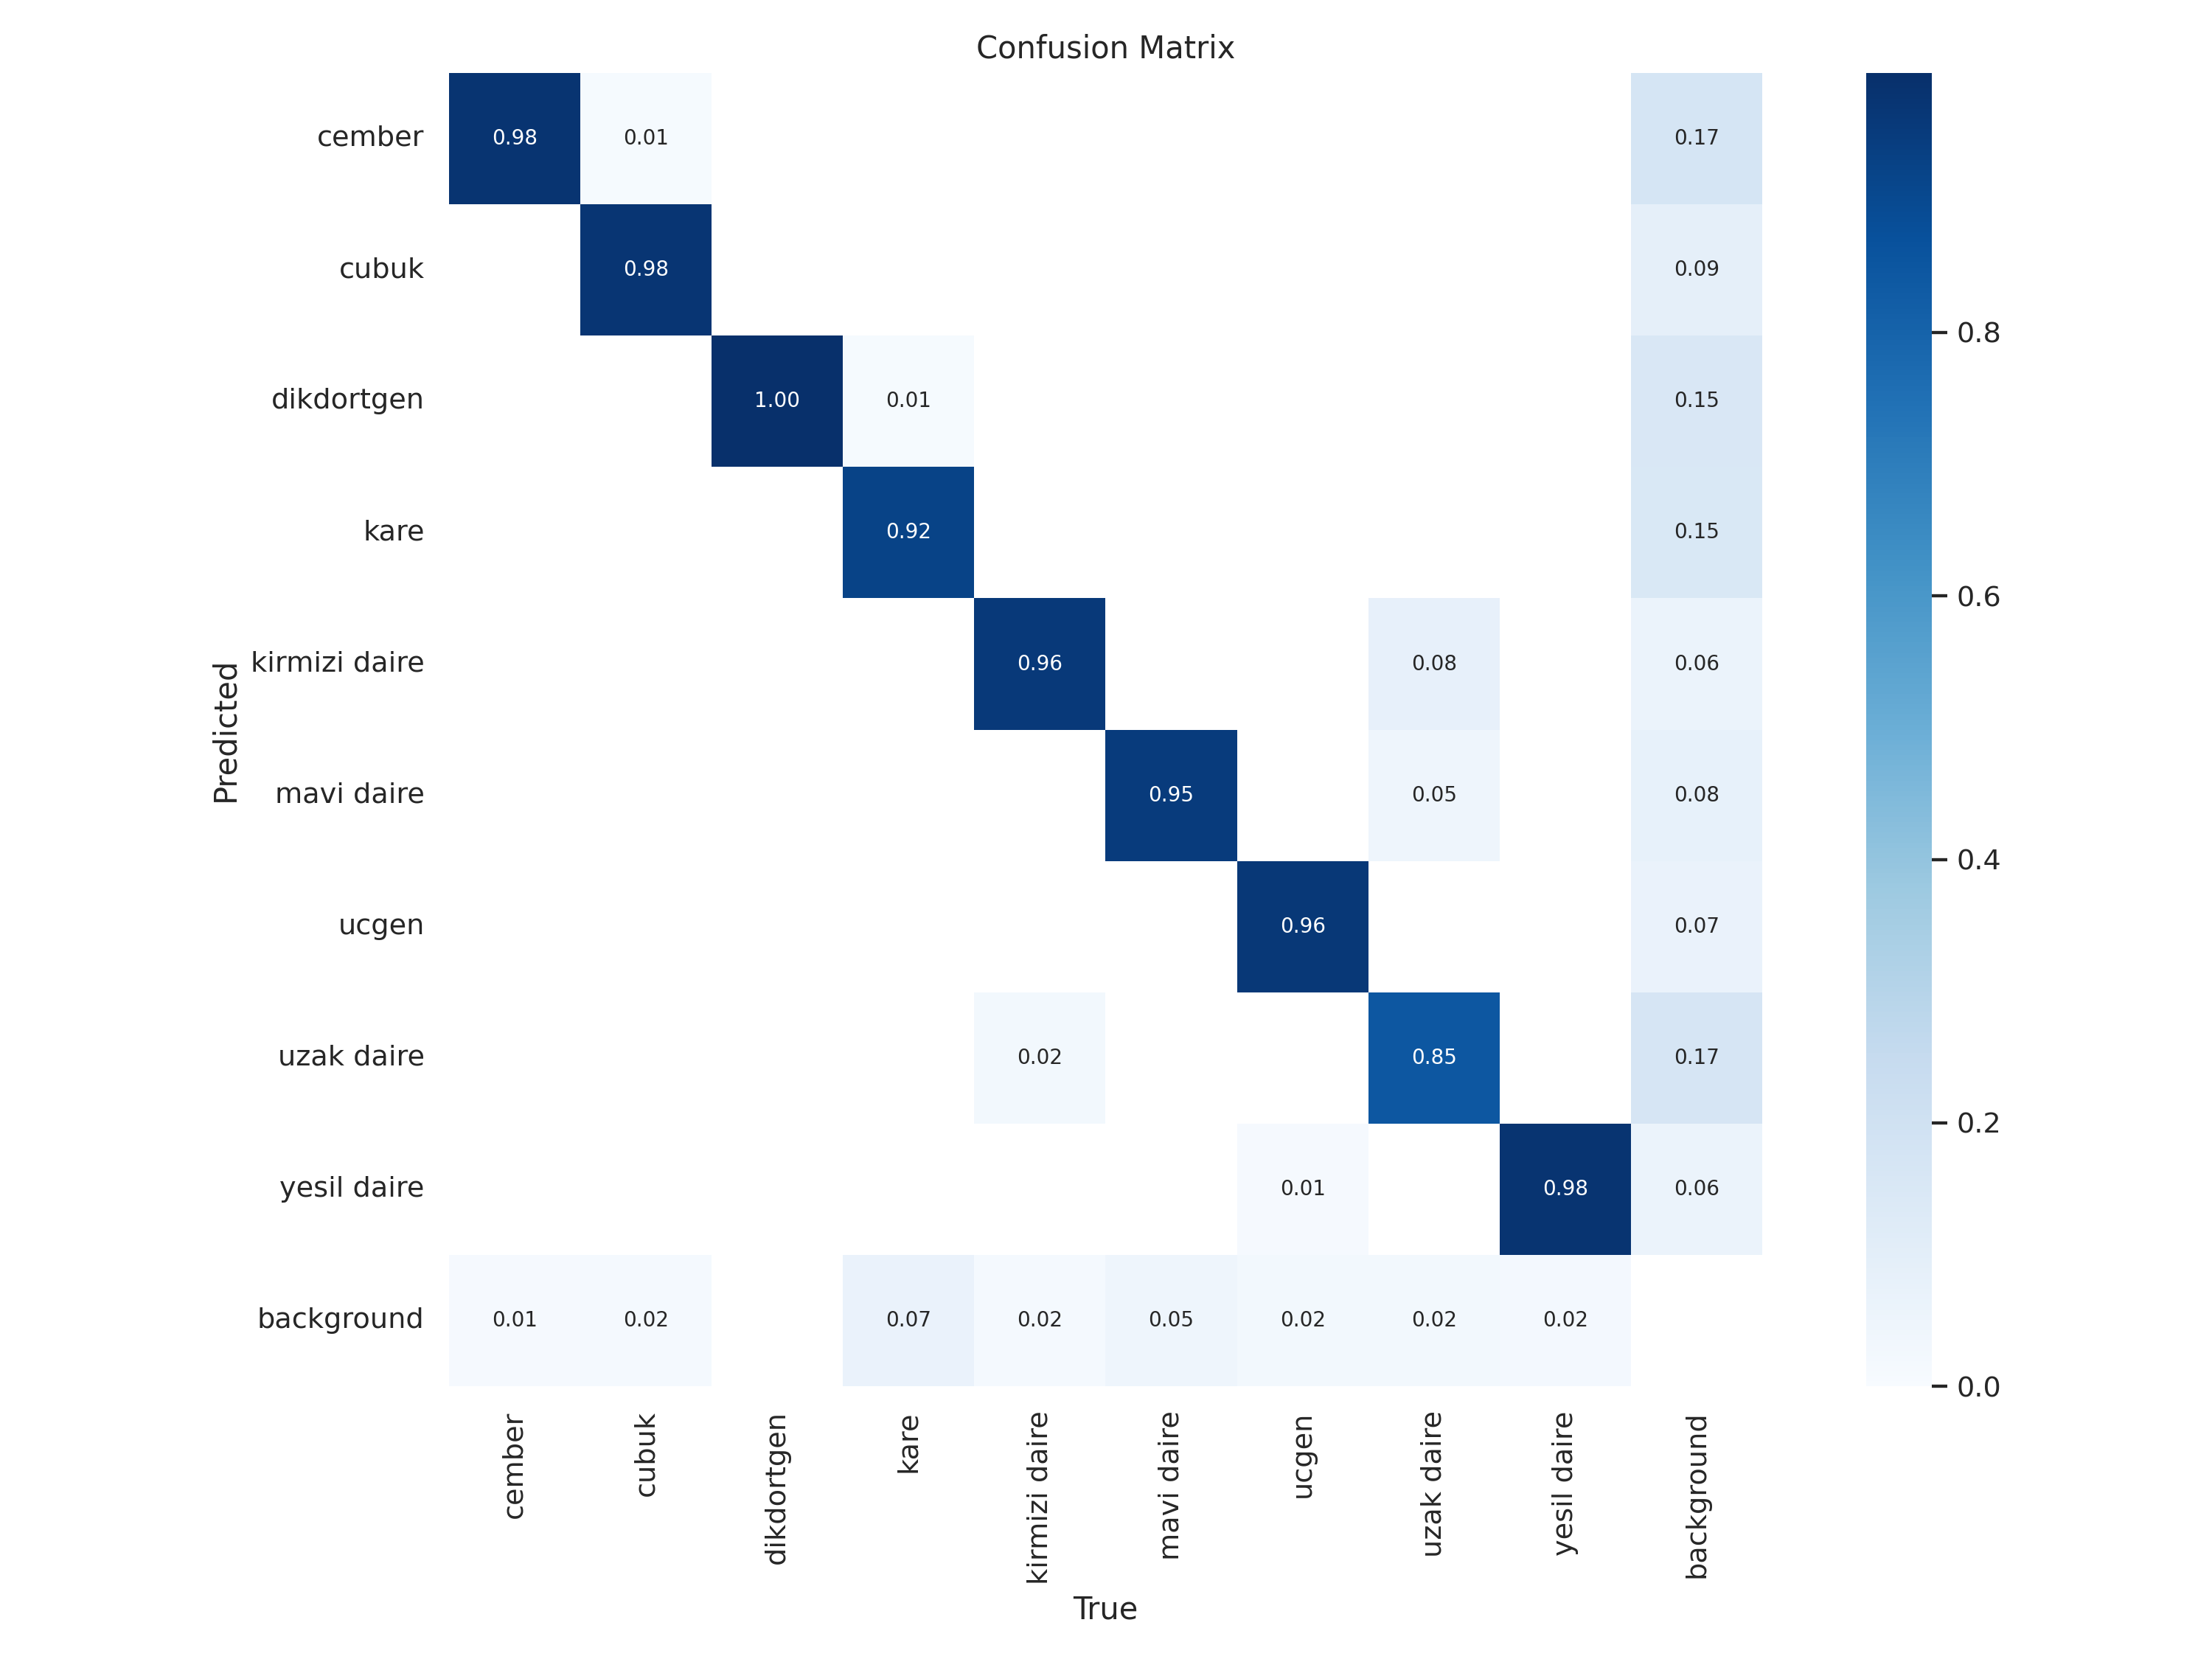 Confusion Matrix
cember 0.98 0.01 0.17
cubuk 0.98 0.09
dikdortgen 1.00 0.01 0.15
kare 0.92 0.15
kirmizi daire 0.96 0.08 0.06
mavi daire 0.95 0.05 0.08
ucgen 0.96 0.07
uzak daire 0.02 0.85 0.17
yesil daire 0.01 0.98 0.06
background 0.01 0.02 0.07 0.02 0.05 0.02 0.02 0.02
Predicted
cember
cubuk
dikdortgen
kare
kirmizi daire
mavi daire
ucgen
uzak daire
yesil daire
background
True
0.8
0.6
0.4
0.2
0.0